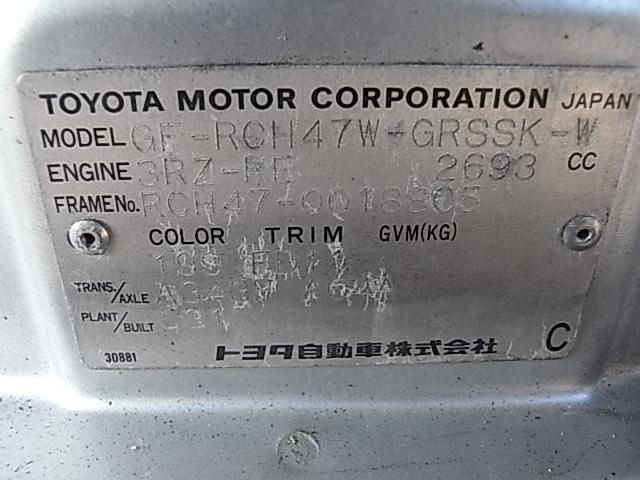 TOYOTA MOTOR CORPORATION JAPAN
MODEL GF-RCH47W-GRSSK-W
ENGINE 3RZ-FE 2693 CC
FRAME No. RCH47-0018805
COLOR TRIM GVM(KG)
TRANS./AXLE
PLANT/BUILT
30881
トヨタ自動車株式会社 C